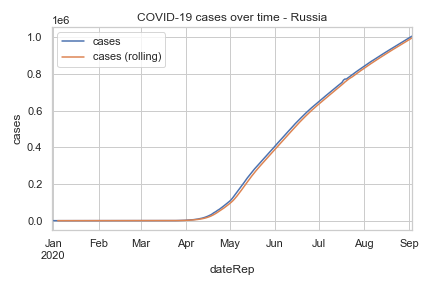 COVID-19 cases over time - Russia
1e6
cases
cases (rolling)
1.0
0.8
0.6
0.4
0.2
0.0
cases
Jan Feb Mar Apr May Jun Jul Aug Sep
2020
dateRep